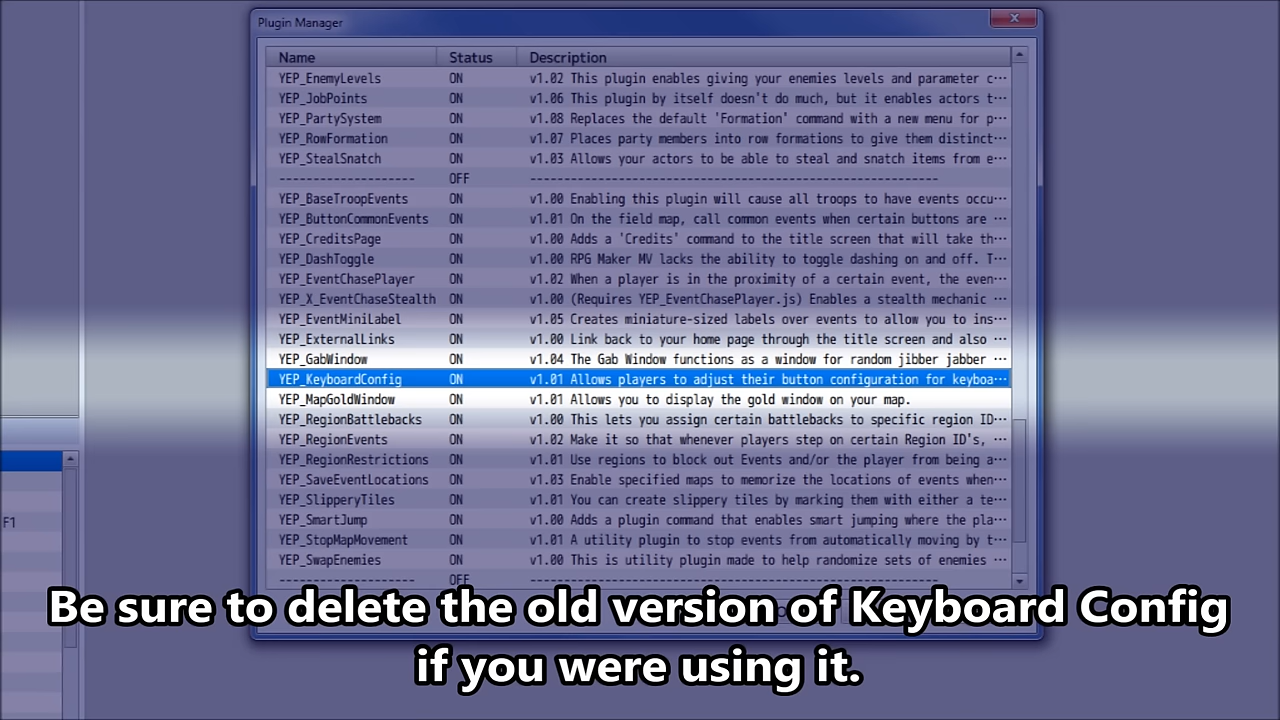 Plugin Manager
Name Status Description
YEP_EnemyLevels ON v1.02 This plugin enables giving your enemies levels and parameter c···
YEP_JobPoints ON v1.06 This plugin by itself doesn't do much, but it enables actors t···
YEP_PartySystem ON v1.08 Replaces the default 'Formation' command with a new menu for p···
YEP_RowFormation ON v1.07 Places party members into row formations to give them distinct···
YEP_StealSnatch ON v1.03 Allows your actors to be able to steal and snatch items from e···
-------------------- OFF ------------------------------------------------------------
YEP_BaseTroopEvents ON v1.00 Enabling this plugin will cause all troops to have events occu···
YEP_ButtonCommonEvents ON v1.01 On the field map, call common events when certain buttons are ···
YEP_CreditsPage ON v1.00 Adds a 'Credits' command to the title screen that will take th···
YEP_DashToggle ON v1.00 RPG Maker MV lacks the ability to toggle dashing on and off. T···
YEP_EventChasePlayer ON v1.02 When a player is in the proximity of a certain event, the even···
YEP_X_EventChaseStealth ON v1.00 (Requires YEP_EventChasePlayer.js) Enables a stealth mechanic ···
YEP_EventMiniLabel ON v1.05 Creates miniature-sized labels over events to allow you to ins···
YEP_ExternalLinks ON v1.00 Link back to your home page through the title screen and also ···
YEP_GabWindow ON v1.04 The Gab Window functions as a window for random jibber jabber ···
YEP_KeyboardConfig ON v1.01 Allows players to adjust their button configuration for keyboa···
YEP_MapGoldWindow ON v1.01 Allows you to display the gold window on your map.
YEP_RegionBattlebacks ON v1.00 This lets you assign certain battlebacks to specific region ID···
YEP_RegionEvents ON v1.02 Make it so that whenever players step on certain Region ID's, ···
YEP_RegionRestrictions ON v1.01 Use regions to block out Events and/or the player from being a···
YEP_SaveEventLocations ON v1.03 Enable specified maps to memorize the locations of events when···
YEP_SlipperyTiles ON v1.01 You can create slippery tiles by marking them with either a te···
F1
YEP_SmartJump ON v1.00 Adds a plugin command that enables smart jumping where the pla···
YEP_StopMapMovement ON v1.01 A utility plugin to stop events from automatically moving by t···
YEP_SwapEnemies ON v1.00 This is utility plugin made to help randomize sets of enemies ···
-------------------- OFF ------------------------------------------------------------
Be sure to delete the old version of Keyboard Config
if you were using it.